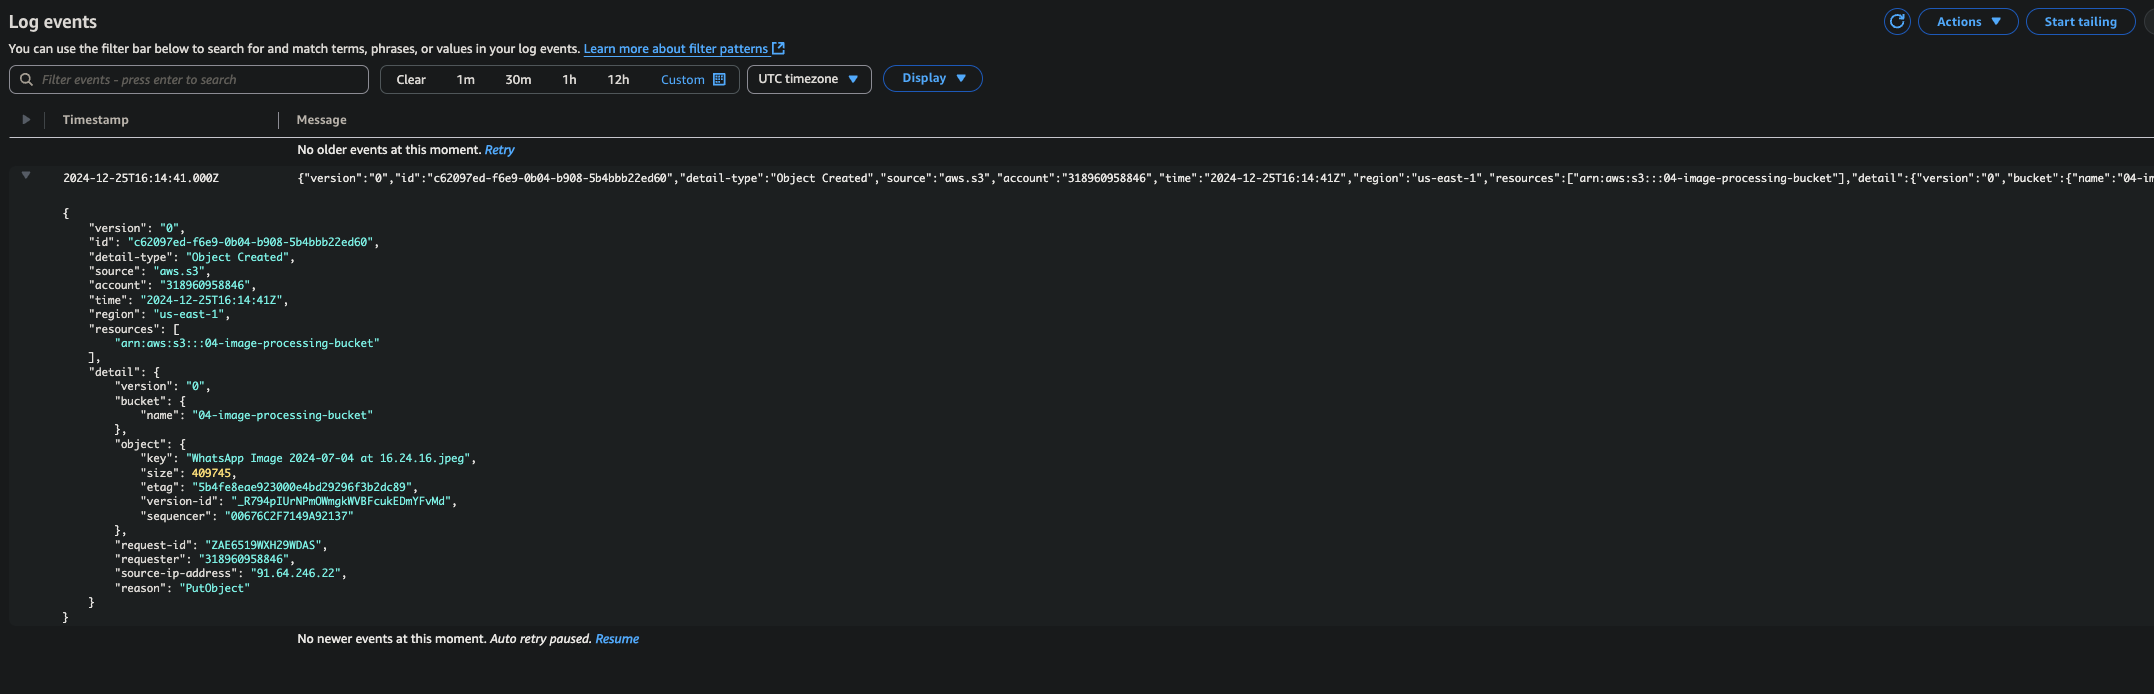 Log events
Actions
Start tailing
You can use the filter bar below to search for and match terms, phrases, or values in your log events. Learn more about filter patterns
Filter events - press enter to search
Clear 1m 30m 1h 12h Custom UTC timezone Display
Timestamp Message
No older events at this moment. Retry
2024-12-25T16:14:41.000Z {"version":"0","id":"c62097ed-f6e9-0b04-b908-5b4bbb22ed60","detail-type":"Object Created","source":"aws.s3","account":"318960958846","time":"2024-12-25T16:14:41Z","region":"us-east-1","resources":["arn:aws:s3:::04-image-processing-bucket"],"detail":{"version":"0","bucket":{"name":"04-im
{
"version": "0",
"id": "c62097ed-f6e9-0b04-b908-5b4bbb22ed60",
"detail-type": "Object Created",
"source": "aws.s3",
"account": "318960958846",
"time": "2024-12-25T16:14:41Z",
"region": "us-east-1",
"resources": [
"arn:aws:s3:::04-image-processing-bucket"
],
"detail": {
"version": "0",
"bucket": {
"name": "04-image-processing-bucket"
},
"object": {
"key": "WhatsApp Image 2024-07-04 at 16.24.16.jpeg",
"size": 409745,
"etag": "5b4fe8eae923000e4bd29296f3b2dc89",
"version-id": "_R794pIUrNPmOWmgkWVBFcukEDmYFvMd",
"sequencer": "00676C2F7149A92137"
},
"request-id": "ZAE6519WXH29WDAS",
"requester": "318960958846",
"source-ip-address": "91.64.246.22",
"reason": "PutObject"
}
}
No newer events at this moment. Auto retry paused. Resume